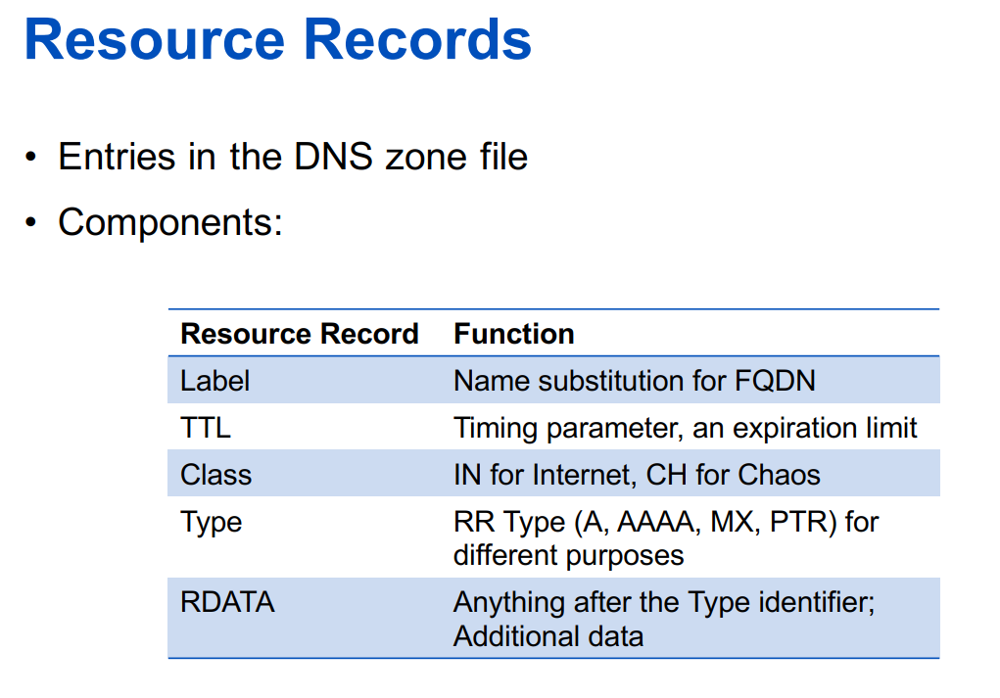 Resource Records
• Entries in the DNS zone file
• Components:
Resource Record Function
Label Name substitution for FQDN
TTL Timing parameter, an expiration limit
Class IN for Internet, CH for Chaos
Type RR Type (A, AAAA, MX, PTR) for
different purposes
RDATA Anything after the Type identifier;
Additional data